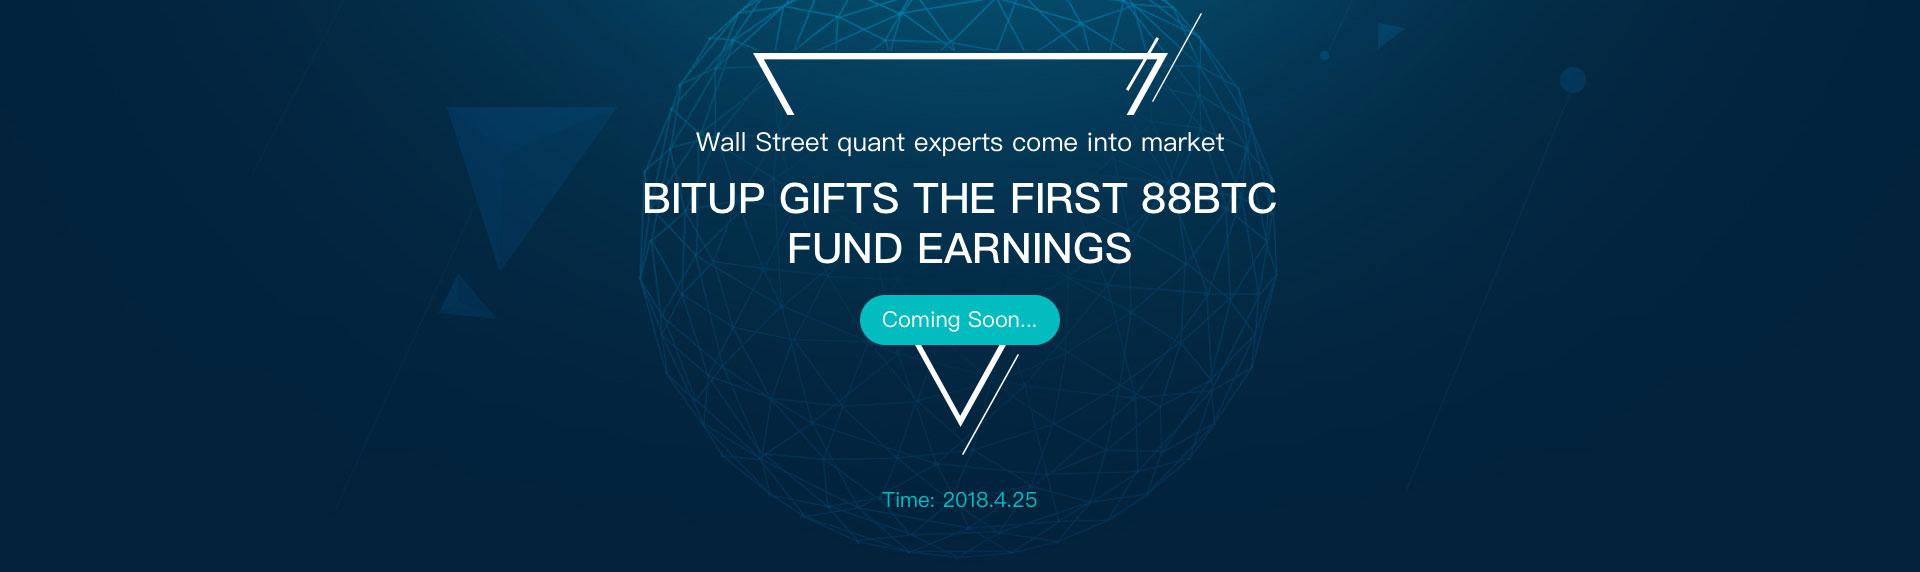 Wall Street quant experts come into market
BITUP GIFTS THE FIRST 88BTC
FUND EARNINGS
Coming Soon...
Time: 2018.4.25